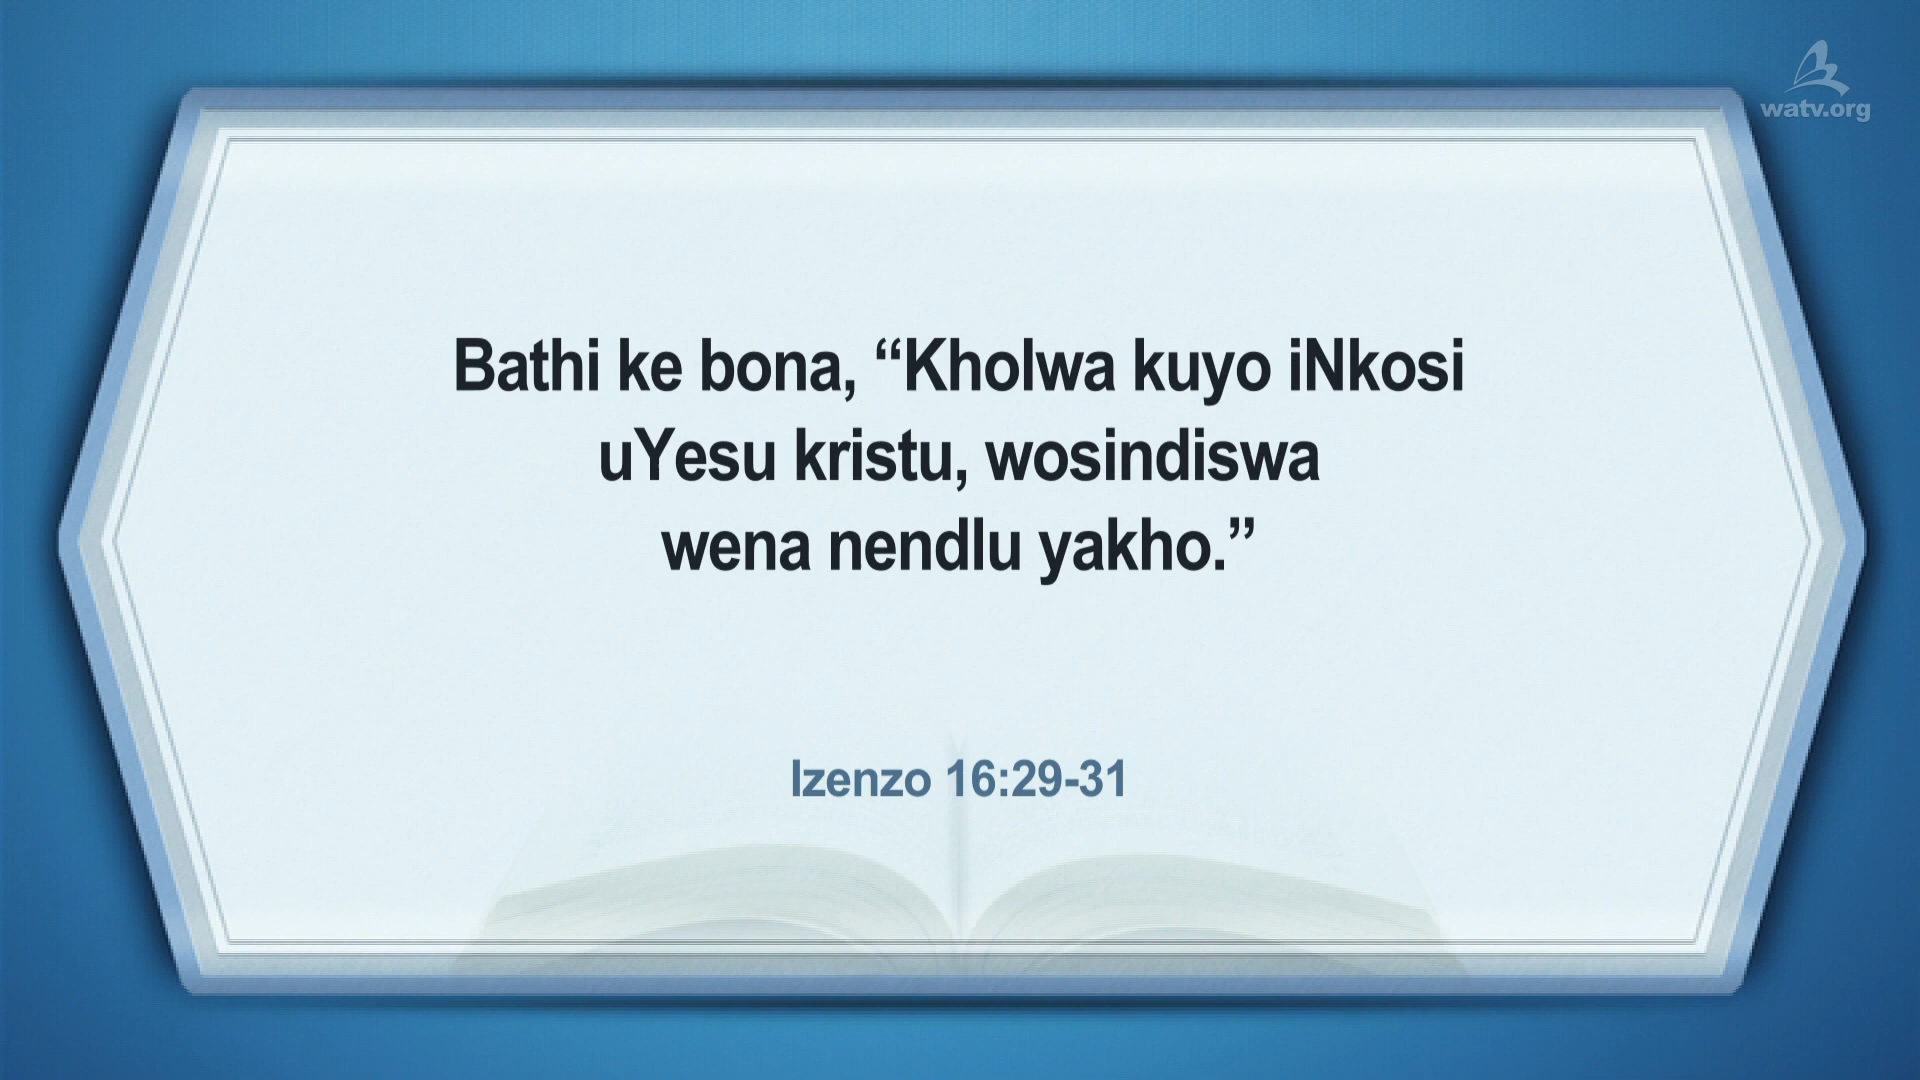 watv.org
Bathi ke bona, “Kholwa kuyo iNkosi
uYesu kristu, wosindiswa
wena nendlu yakho.”
Izenzo 16:29-31